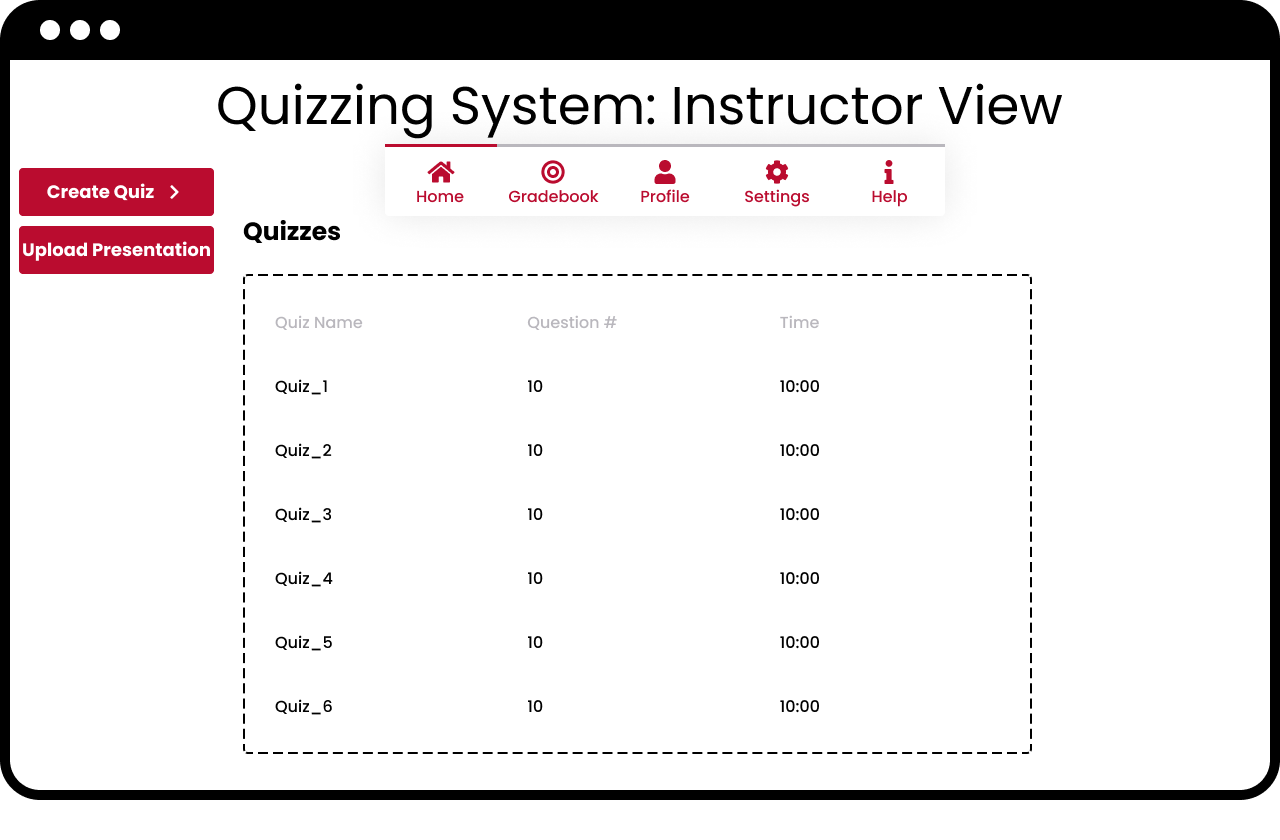 Quizzing System: Instructor View
Create Quiz
Upload Presentation
Home Gradebook Profile Settings Help
Quizzes
Quiz Name Question # Time
Quiz_1 10 10:00
Quiz_2 10 10:00
Quiz_3 10 10:00
Quiz_4 10 10:00
Quiz_5 10 10:00
Quiz_6 10 10:00